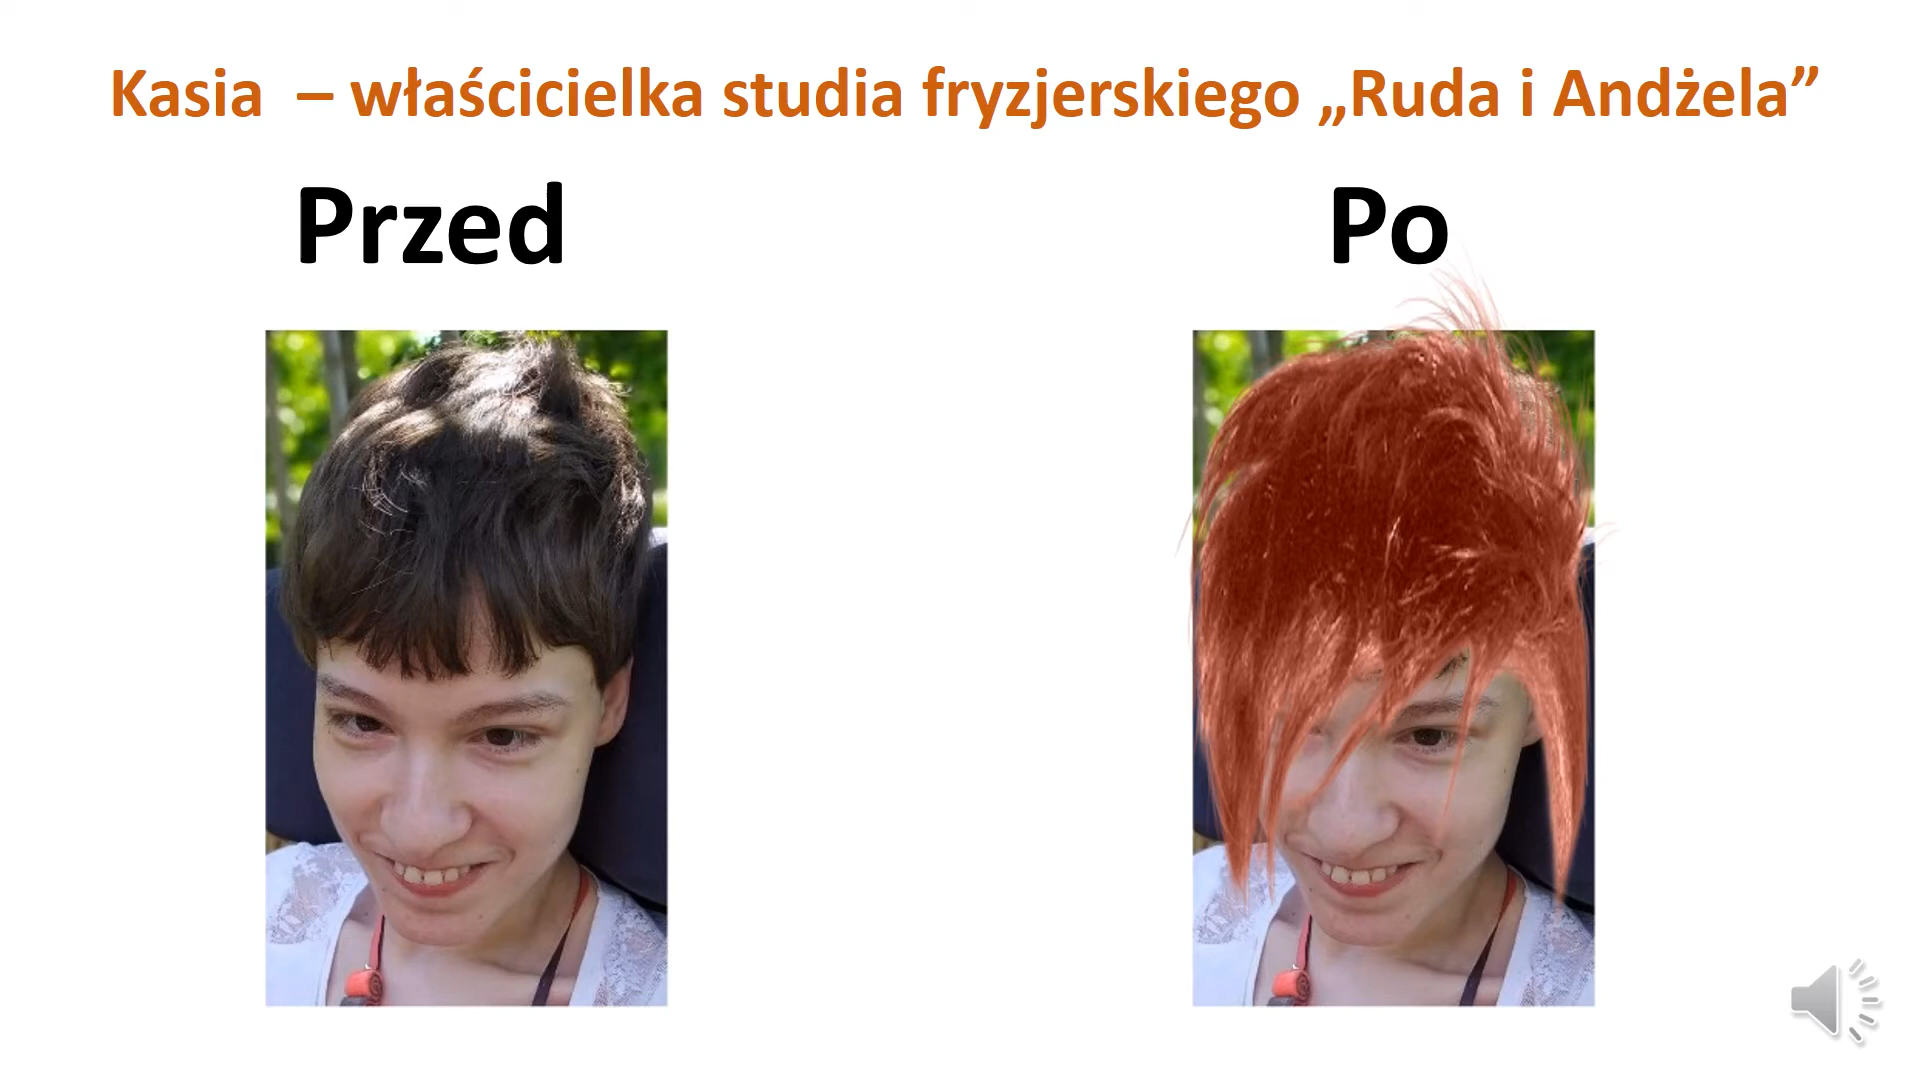 Kasia – właścicielka studia fryzjerskiego „Ruda i Andżela”
Przed
Po